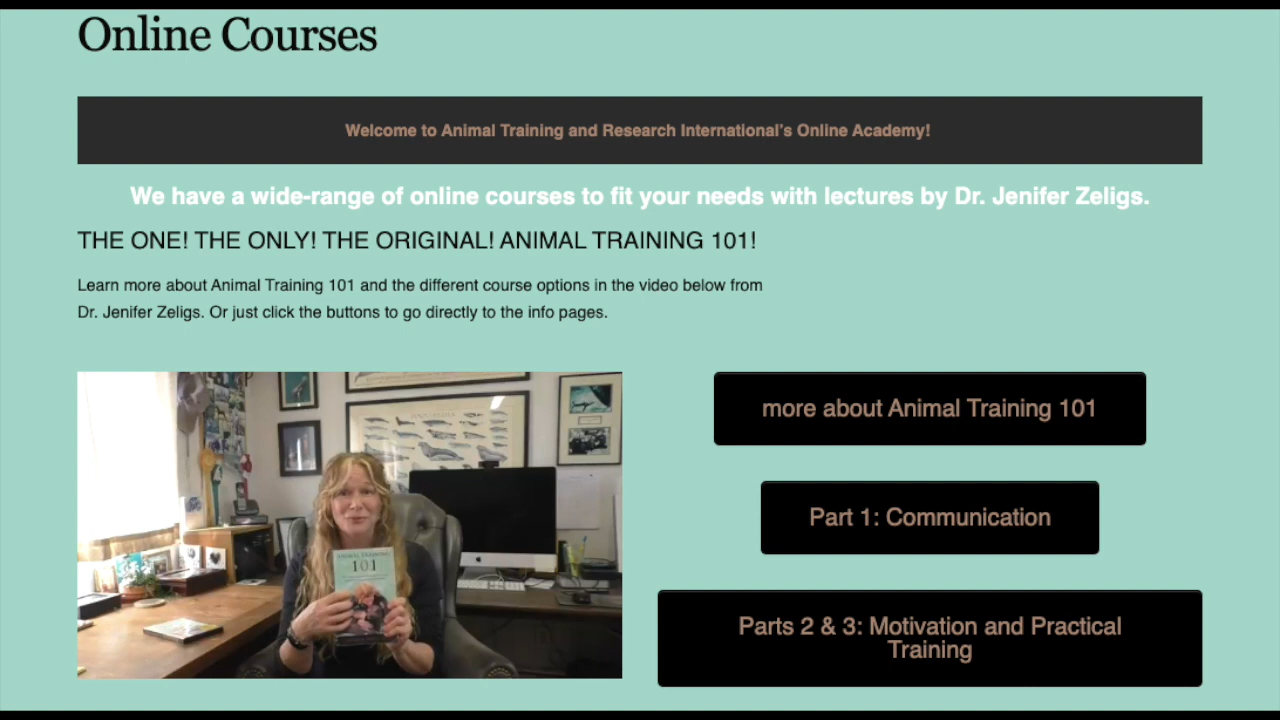 Online Courses
Welcome to Animal Training and Research International's Online Academy!
We have a wide-range of online courses to fit your needs with lectures by Dr. Jenifer Zeligs.
THE ONE! THE ONLY! THE ORIGINAL! ANIMAL TRAINING 101!
Learn more about Animal Training 101 and the different course options in the video below from
Dr. Jenifer Zeligs. Or just click the buttons to go directly to the info pages.
more about Animal Training 101
Part 1: Communication
Parts 2 & 3: Motivation and Practical
Training
ANIMAL TRAINING
101